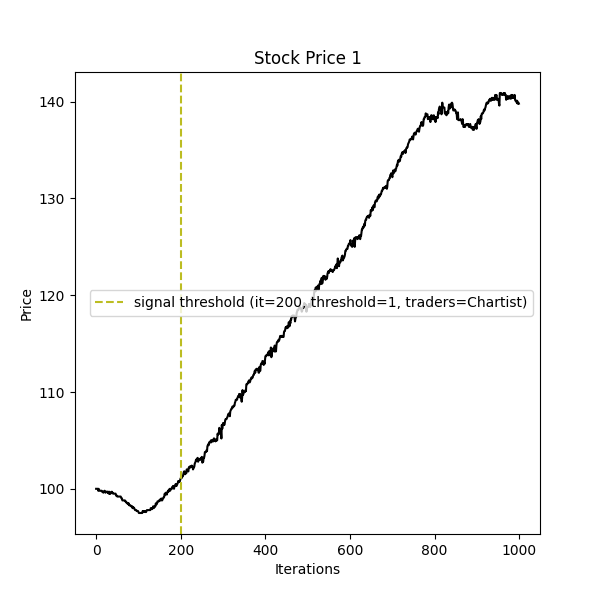 Stock Price 1
140
130
120
110
100
Price
signal threshold (it=200, threshold=1, traders=Chartist)
0 200 400 600 800 1000
Iterations